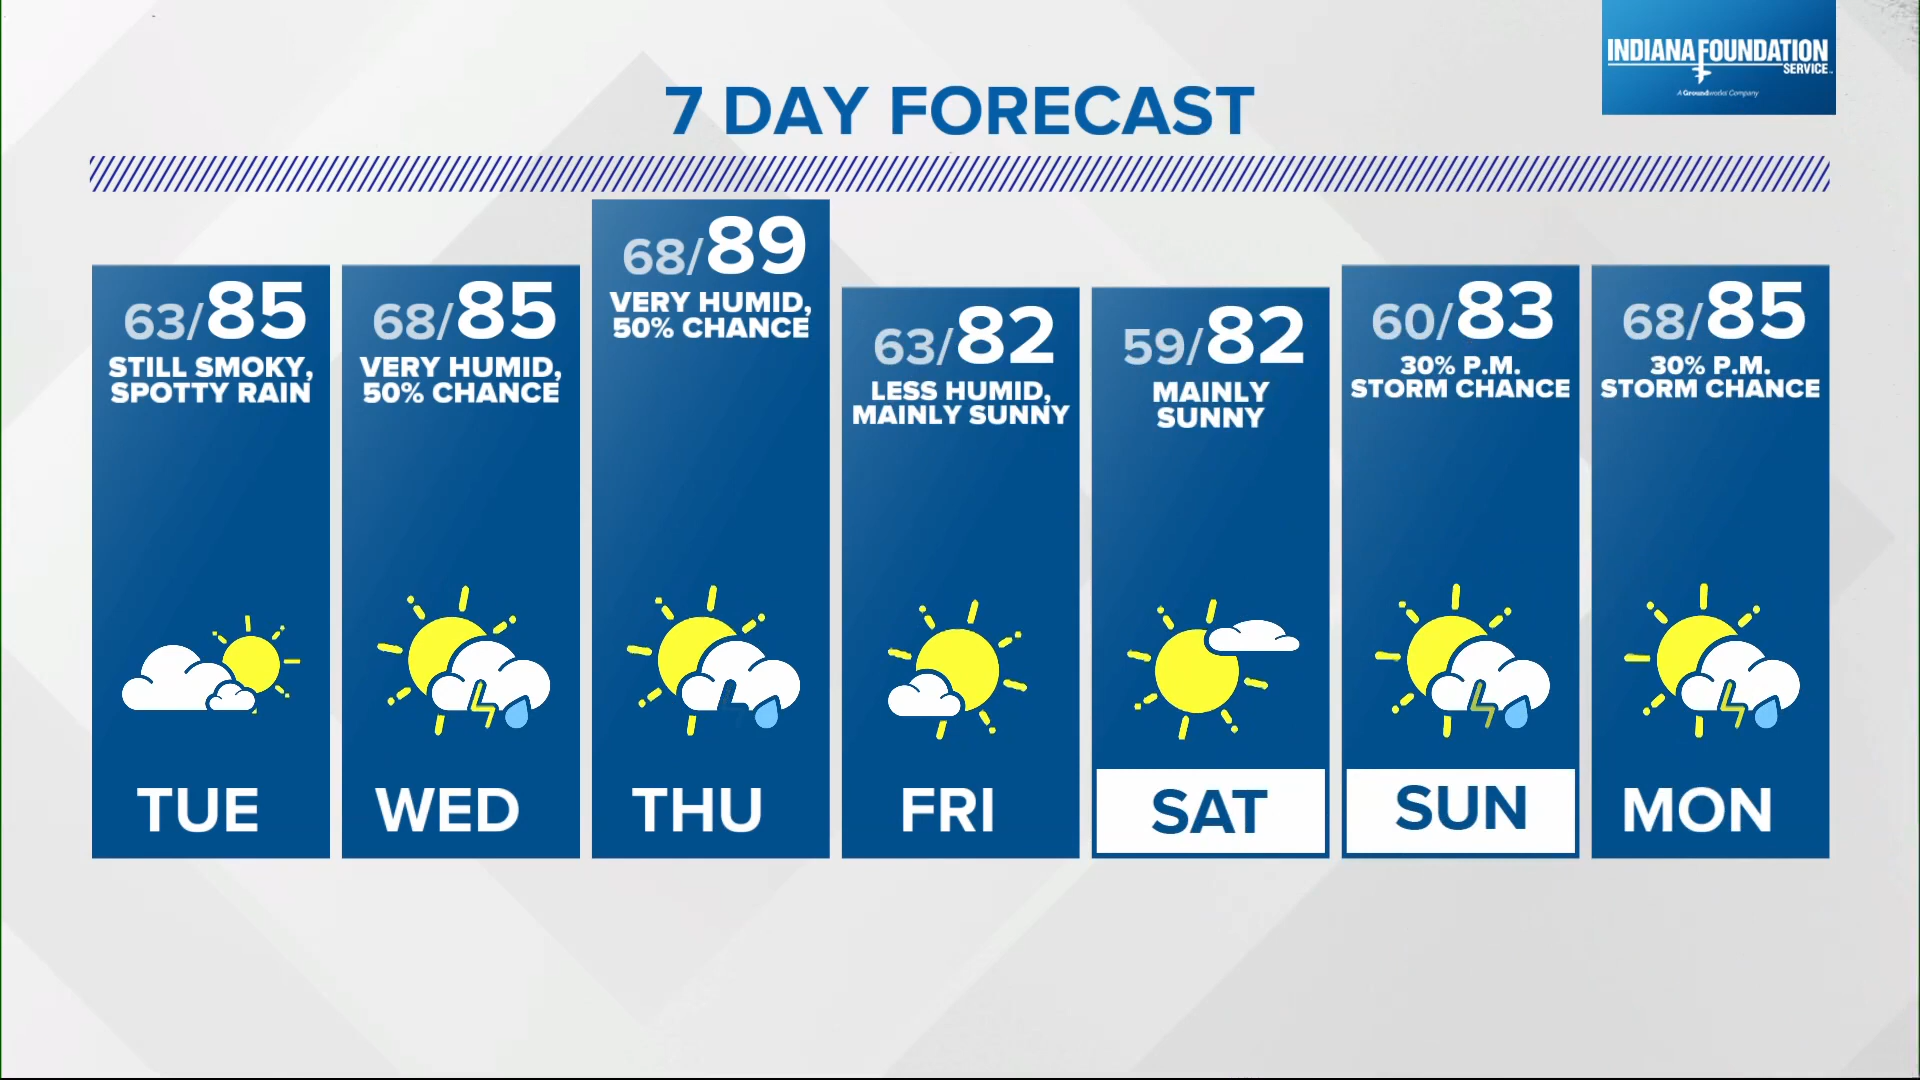 INDIANA FOUNDATION
SERVICE
A Groundworks Company
7 DAY FORECAST
63/85
STILL SMOKY,
SPOTTY RAIN
TUE
68/85
VERY HUMID,
50% CHANCE
WED
68/89
VERY HUMID,
50% CHANCE
THU
63/82
LESS HUMID,
MAINLY SUNNY
FRI
59/82
MAINLY
SUNNY
SAT
60/83
30% P.M.
STORM CHANCE
SUN
68/85
30% P.M.
STORM CHANCE
MON